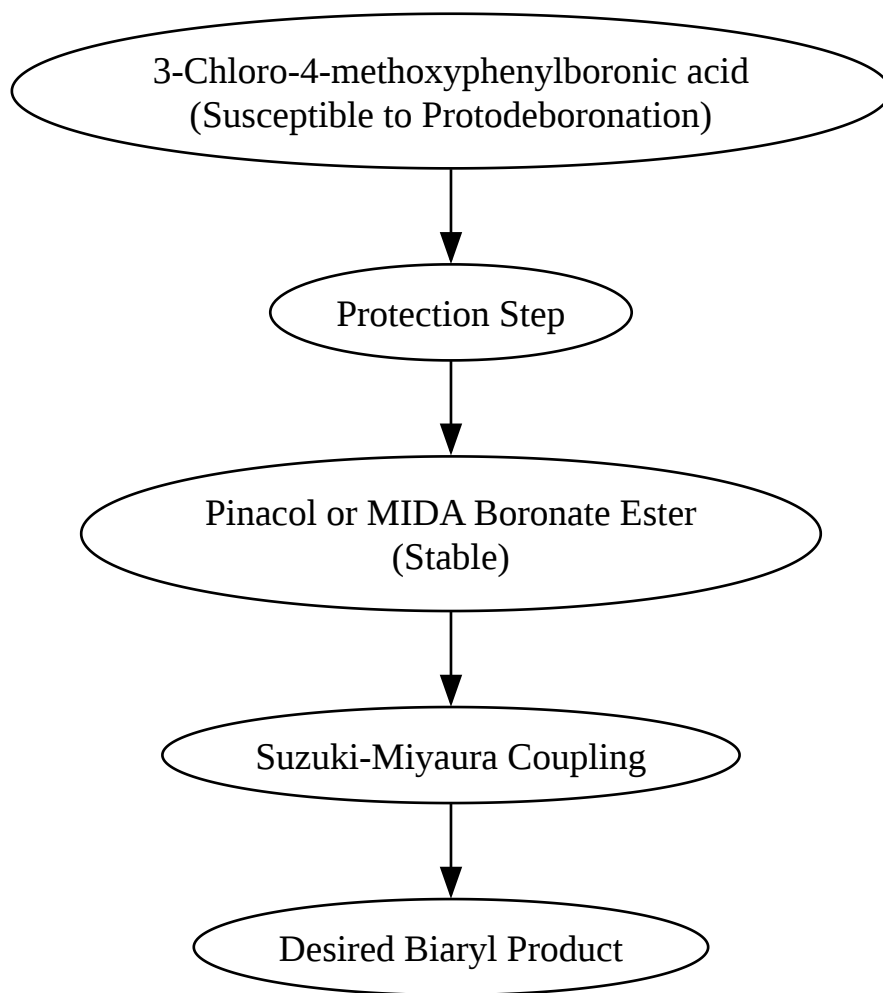 3-Chloro-4-methoxyphenylboronic acid
(Susceptible to Protodeboronation)
Protection Step
Pinacol or MIDA Boronate Ester
(Stable)
Suzuki-Miyaura Coupling
Desired Biaryl Product